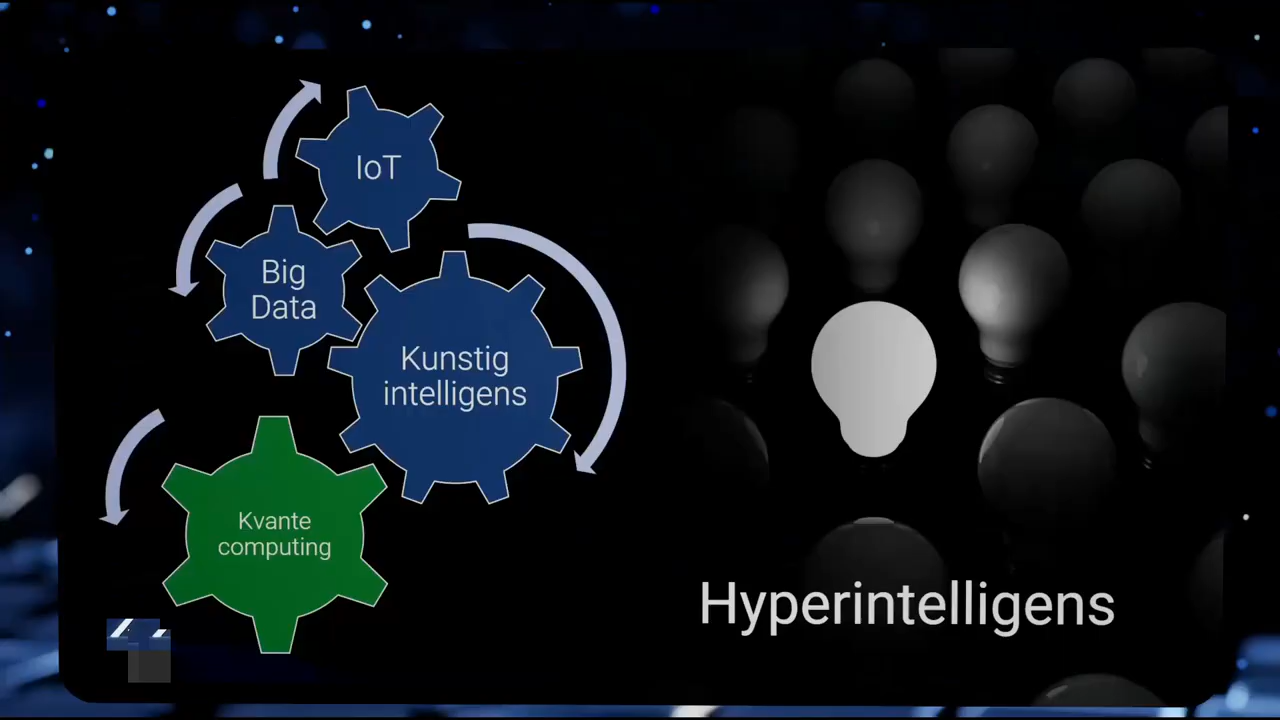 IoT
Big
Data
Kunstig
intelligens
Kvante
computing
Hyperintelligens